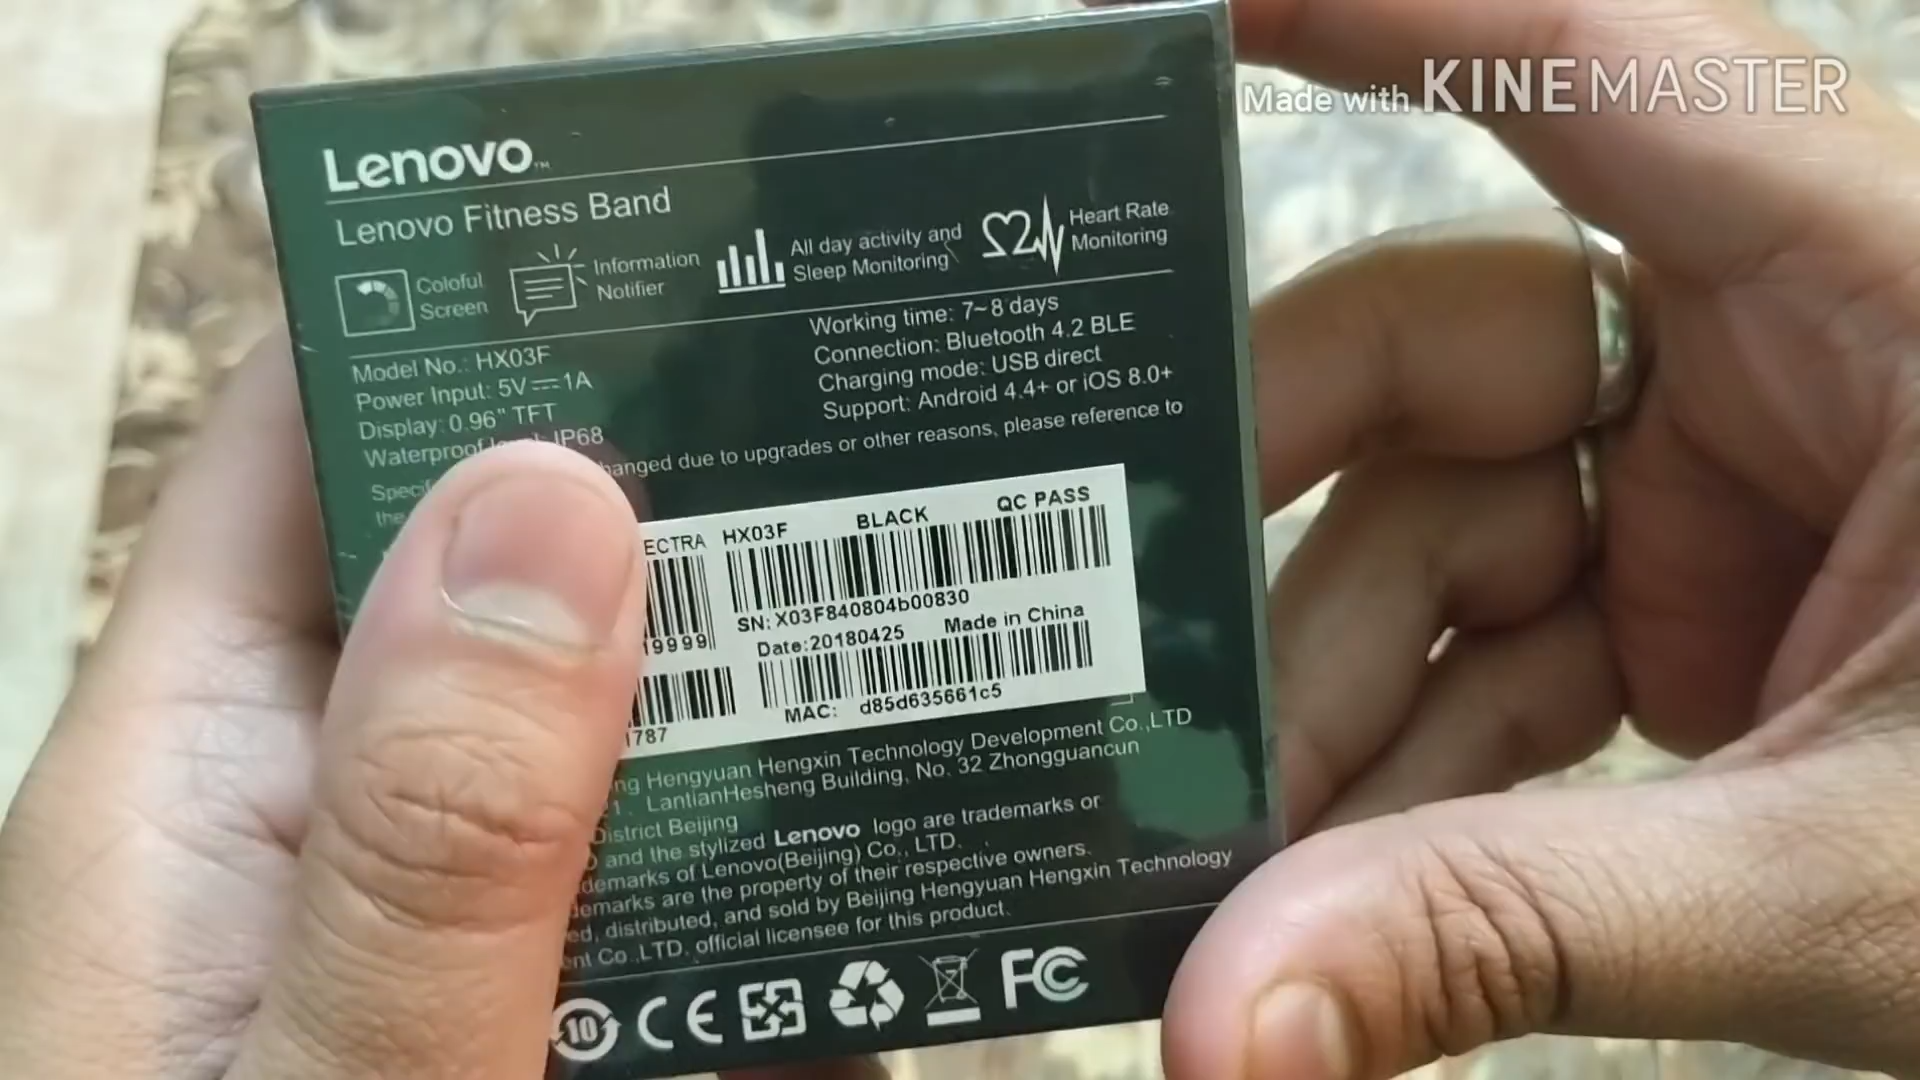 Made with KINEMASTER
Lenovo™
Lenovo Fitness Band
Coloful
Screen
Information
Notifier
All day activity and
Sleep Monitoring
Heart Rate
Monitoring
Model No.: HX03F
Power Input: 5V⎓1A
Display: 0.96" TFT
Waterproof IP68
Working time: 7~8 days
Connection: Bluetooth 4.2 BLE
Charging mode: USB direct
Support: Android 4.4+ or iOS 8.0+
due to upgrades or other reasons, please reference to
the
HX03F BLACK QC PASS
SN: X03F840804b00830
19999
Date:20180425 Made in China
MAC: d85d635661c5
1787
Hengyuan Hengxin Technology Development Co.,LTD
LantianHesheng Building, No. 32 Zhongguancun
District Beijing
and the stylized Lenovo logo are trademarks or
of Lenovo(Beijing) Co., LTD.
are the property of their respective owners.
distributed, and sold by Beijing Hengyuan Hengxin Technology
Co.,LTD, official licensee for this product.
10 CE FC